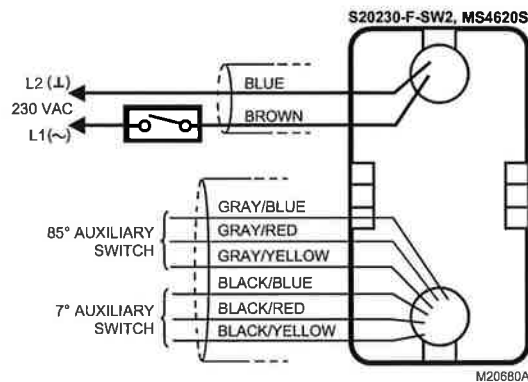 S20230-F-SW2, MS4620S
L2 (⊥)
230 VAC
L1(~)
BLUE
BROWN
85° AUXILIARY
SWITCH
GRAY/BLUE
GRAY/RED
GRAY/YELLOW
7° AUXILIARY
SWITCH
BLACK/BLUE
BLACK/RED
BLACK/YELLOW
M20680A